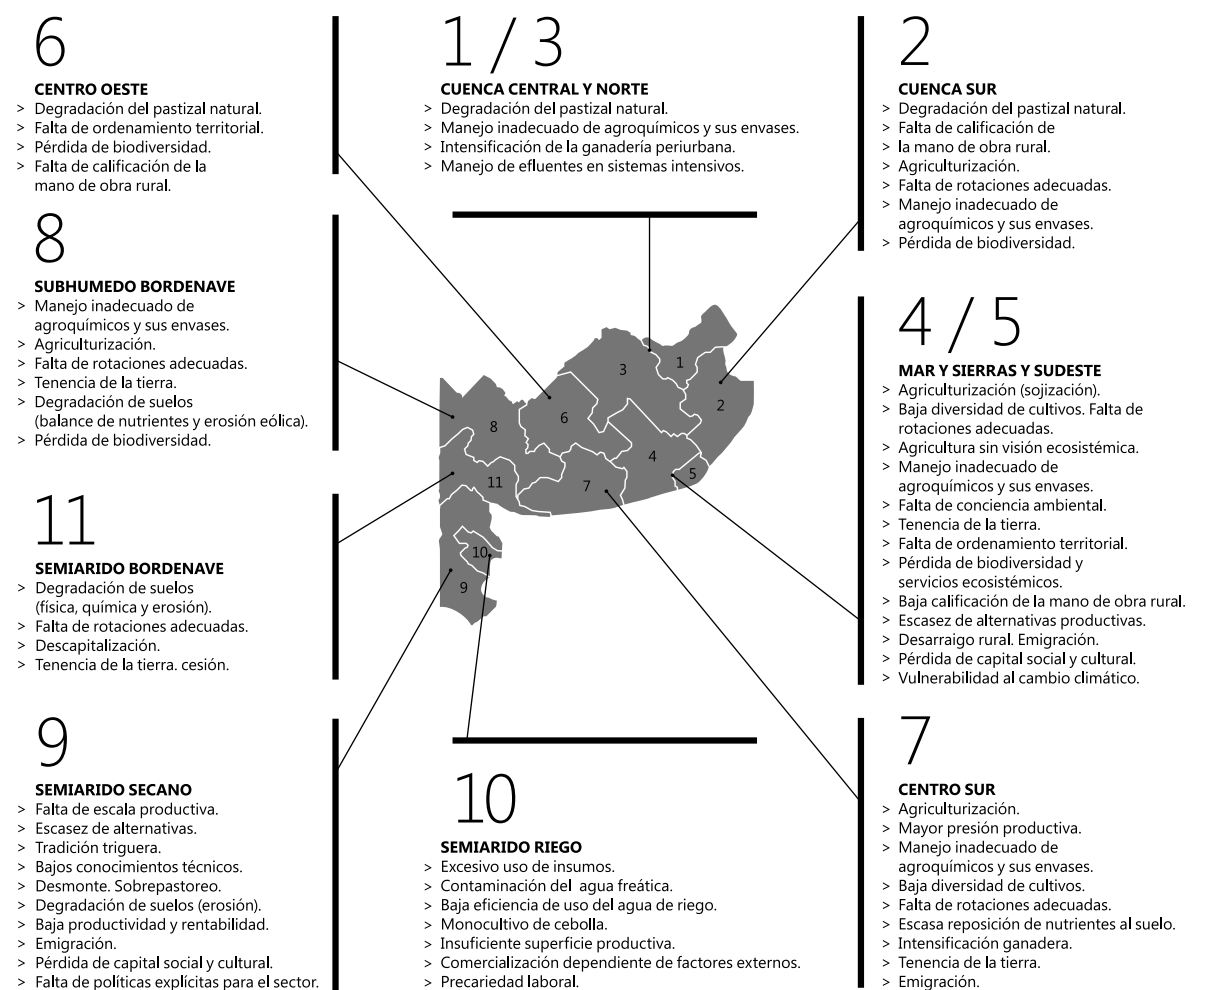 6
CENTRO OESTE
> Degradación del pastizal natural.
> Falta de ordenamiento territorial.
> Pérdida de biodiversidad.
> Falta de calificación de la
mano de obra rural.
1 / 3
CUENCA CENTRAL Y NORTE
> Degradación del pastizal natural.
> Manejo inadecuado de agroquímicos y sus envases.
> Intensificación de la ganadería periurbana.
> Manejo de efluentes en sistemas intensivos.
2
CUENCA SUR
> Degradación del pastizal natural.
> Falta de calificación de
> la mano de obra rural.
> Agriculturización.
> Falta de rotaciones adecuadas.
> Manejo inadecuado de
agroquímicos y sus envases.
> Pérdida de biodiversidad.
8
SUBHUMEDO BORDENAVE
> Manejo inadecuado de
agroquímicos y sus envases.
> Agriculturización.
> Falta de rotaciones adecuadas.
> Tenencia de la tierra.
> Degradación de suelos
(balance de nutrientes y erosión eólica).
> Pérdida de biodiversidad.
4 / 5
MAR Y SIERRAS Y SUDESTE
> Agriculturización (sojización).
> Baja diversidad de cultivos. Falta de
rotaciones adecuadas.
> Agricultura sin visión ecosistémica.
> Manejo inadecuado de
agroquímicos y sus envases.
> Falta de conciencia ambiental.
> Tenencia de la tierra.
> Falta de ordenamiento territorial.
> Pérdida de biodiversidad y
servicios ecosistémicos.
> Baja calificación de la mano de obra rural.
> Escasez de alternativas productivas.
> Desarraigo rural. Emigración.
> Pérdida de capital social y cultural.
> Vulnerabilidad al cambio climático.
1
3
2
6
8
4
5
11
7
10
9
11
SEMIARIDO BORDENAVE
> Degradación de suelos
(física, química y erosión).
> Falta de rotaciones adecuadas.
> Descapitalización.
> Tenencia de la tierra. cesión.
9
SEMIARIDO SECANO
> Falta de escala productiva.
> Escasez de alternativas.
> Tradición triguera.
> Bajos conocimientos técnicos.
> Desmonte. Sobrepastoreo.
> Degradación de suelos (erosión).
> Baja productividad y rentabilidad.
> Emigración.
> Pérdida de capital social y cultural.
> Falta de políticas explícitas para el sector.
10
SEMIARIDO RIEGO
> Excesivo uso de insumos.
> Contaminación del agua freática.
> Baja eficiencia de uso del agua de riego.
> Monocultivo de cebolla.
> Insuficiente superficie productiva.
> Comercialización dependiente de factores externos.
> Precariedad laboral.
7
CENTRO SUR
> Agriculturización.
> Mayor presión productiva.
> Manejo inadecuado de
agroquímicos y sus envases.
> Baja diversidad de cultivos.
> Falta de rotaciones adecuadas.
> Escasa reposición de nutrientes al suelo.
> Intensificación ganadera.
> Tenencia de la tierra.
> Emigración.